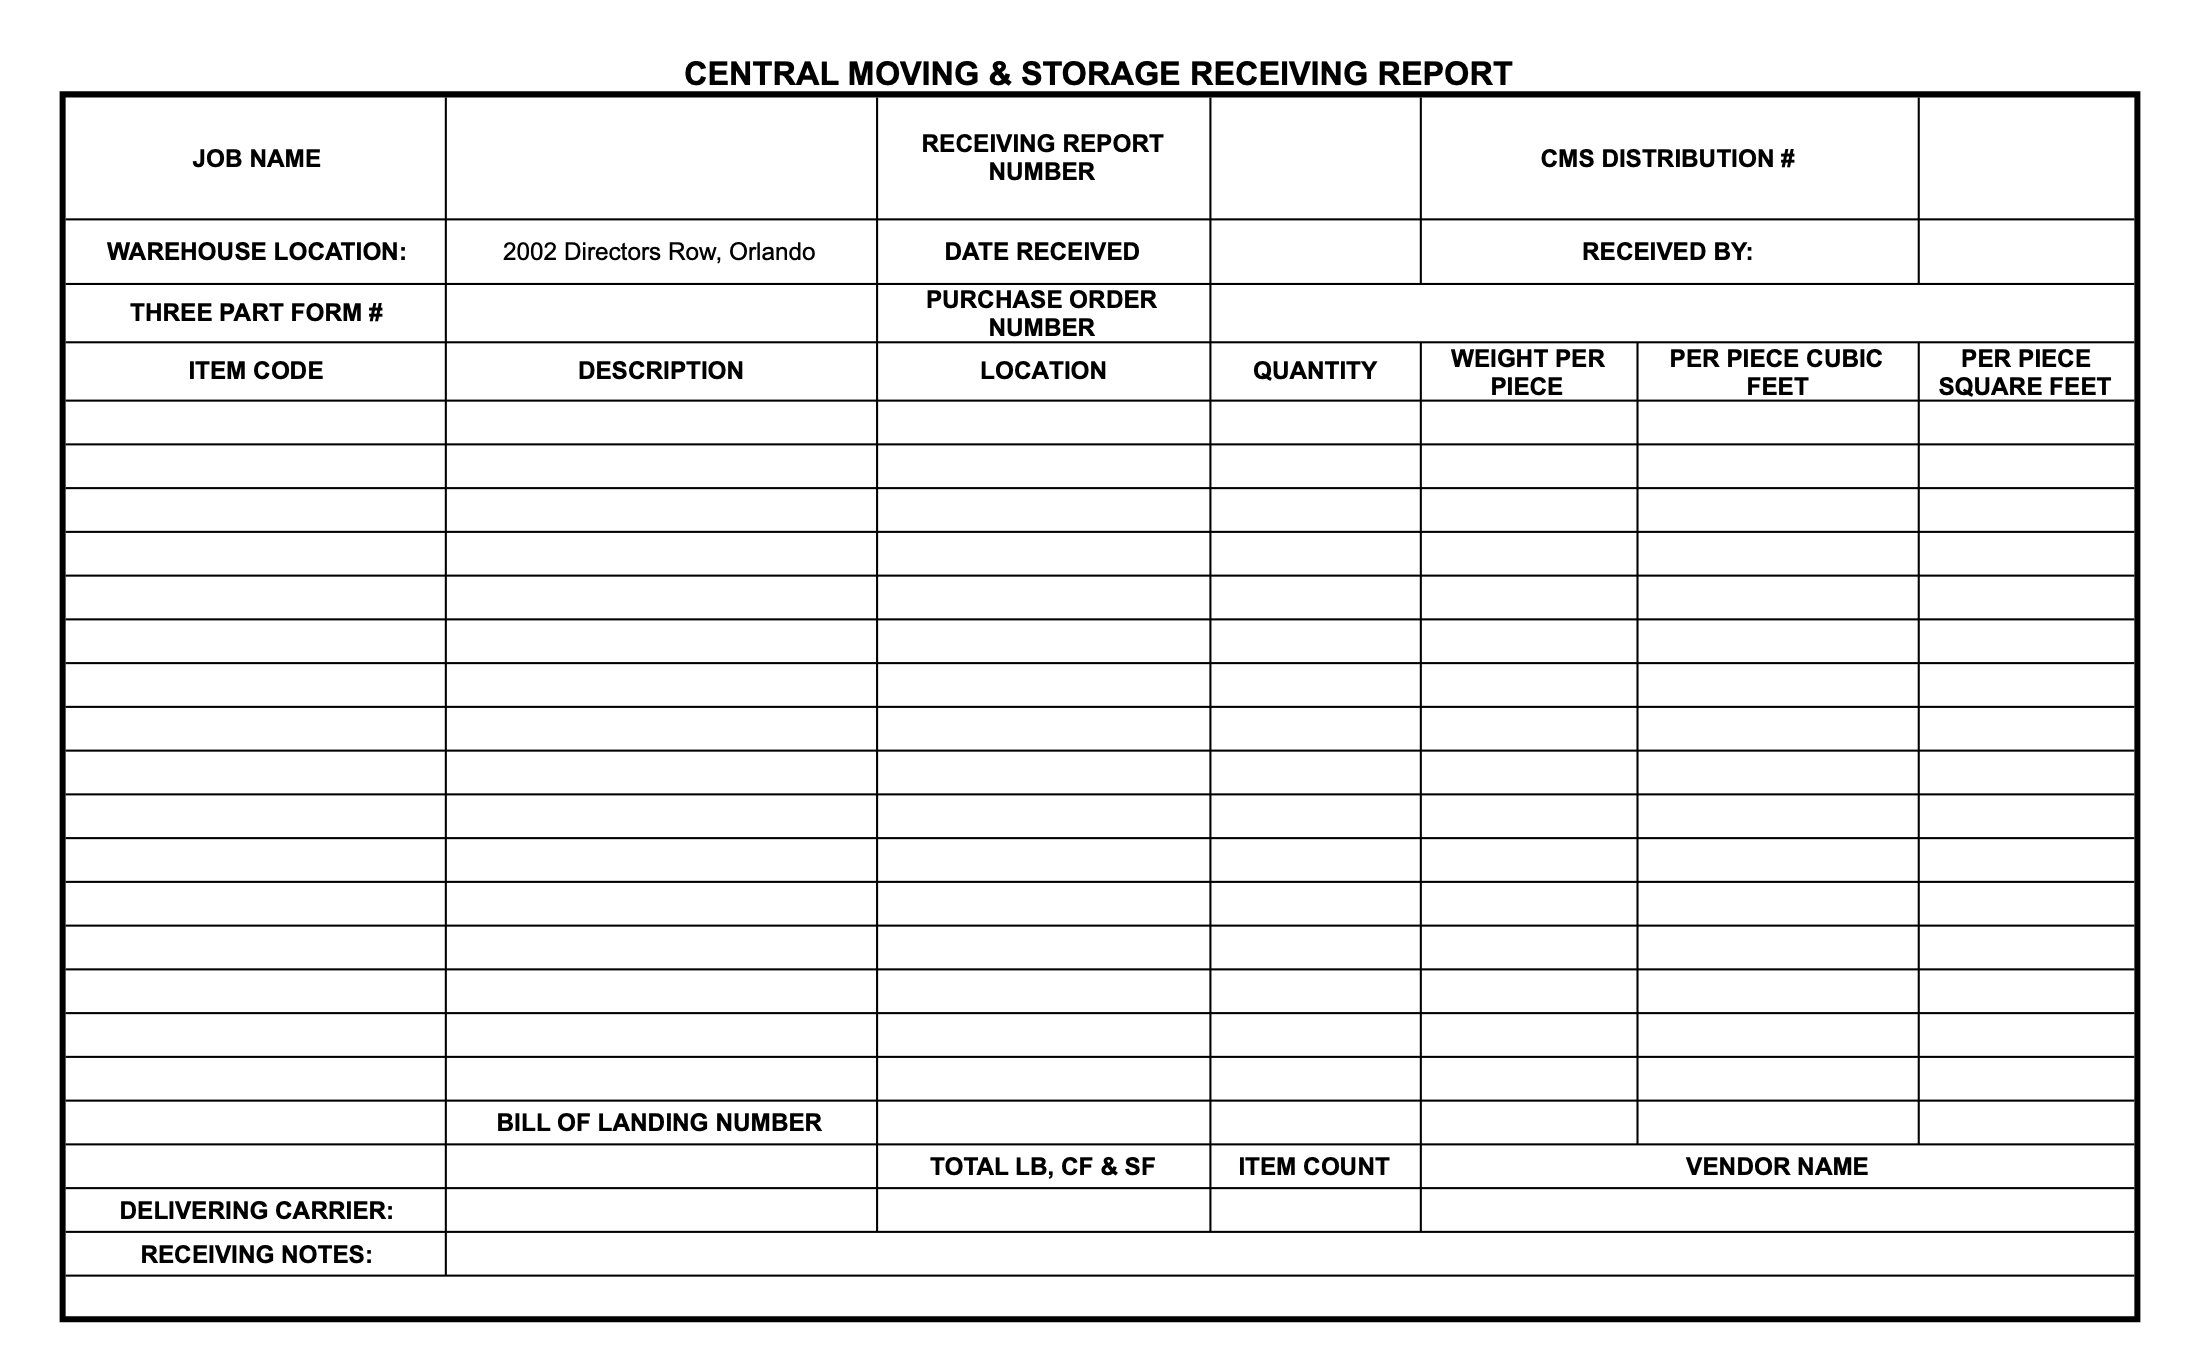 CENTRAL MOVING & STORAGE RECEIVING REPORT
JOB NAME
RECEIVING REPORT
NUMBER
CMS DISTRIBUTION #
WAREHOUSE LOCATION:
2002 Directors Row, Orlando
DATE RECEIVED
RECEIVED BY:
THREE PART FORM #
PURCHASE ORDER
NUMBER
ITEM CODE
DESCRIPTION
LOCATION
QUANTITY
WEIGHT PER
PIECE
PER PIECE CUBIC
FEET
PER PIECE
SQUARE FEET
BILL OF LANDING NUMBER
TOTAL LB, CF & SF
ITEM COUNT
VENDOR NAME
DELIVERING CARRIER:
RECEIVING NOTES: